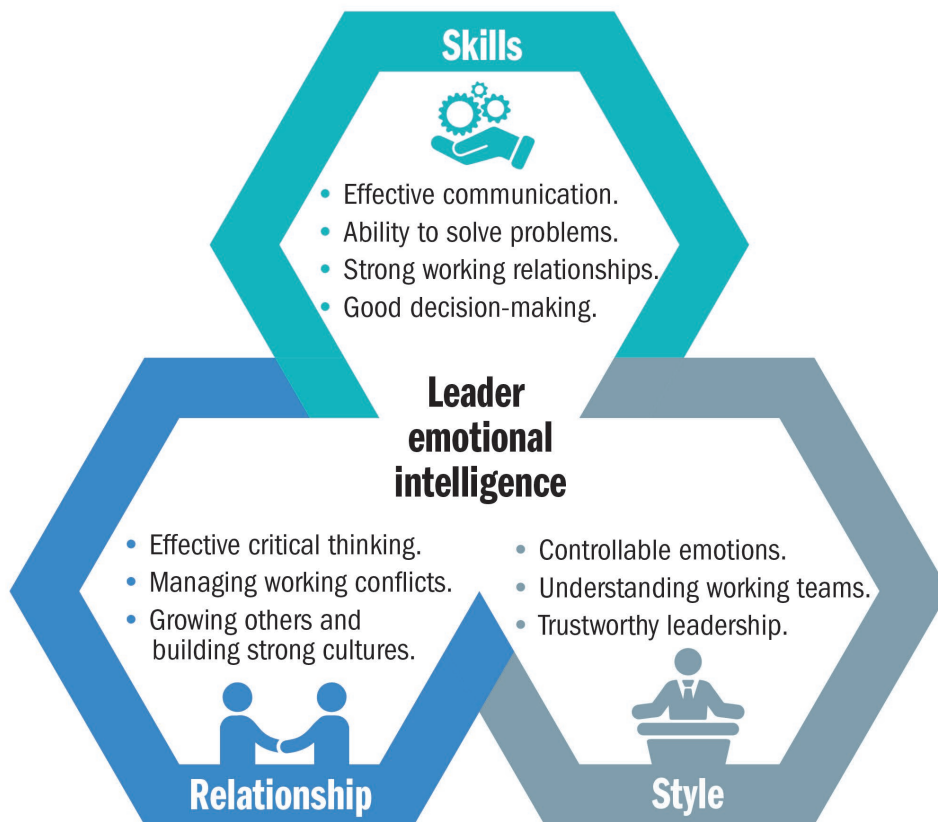 Skills
• Effective communication.
• Ability to solve problems.
• Strong working relationships.
• Good decision-making.
Leader
emotional
intelligence
• Effective critical thinking.
• Managing working conflicts.
• Growing others and
building strong cultures.
Relationship
• Controllable emotions.
• Understanding working teams.
• Trustworthy leadership.
Style